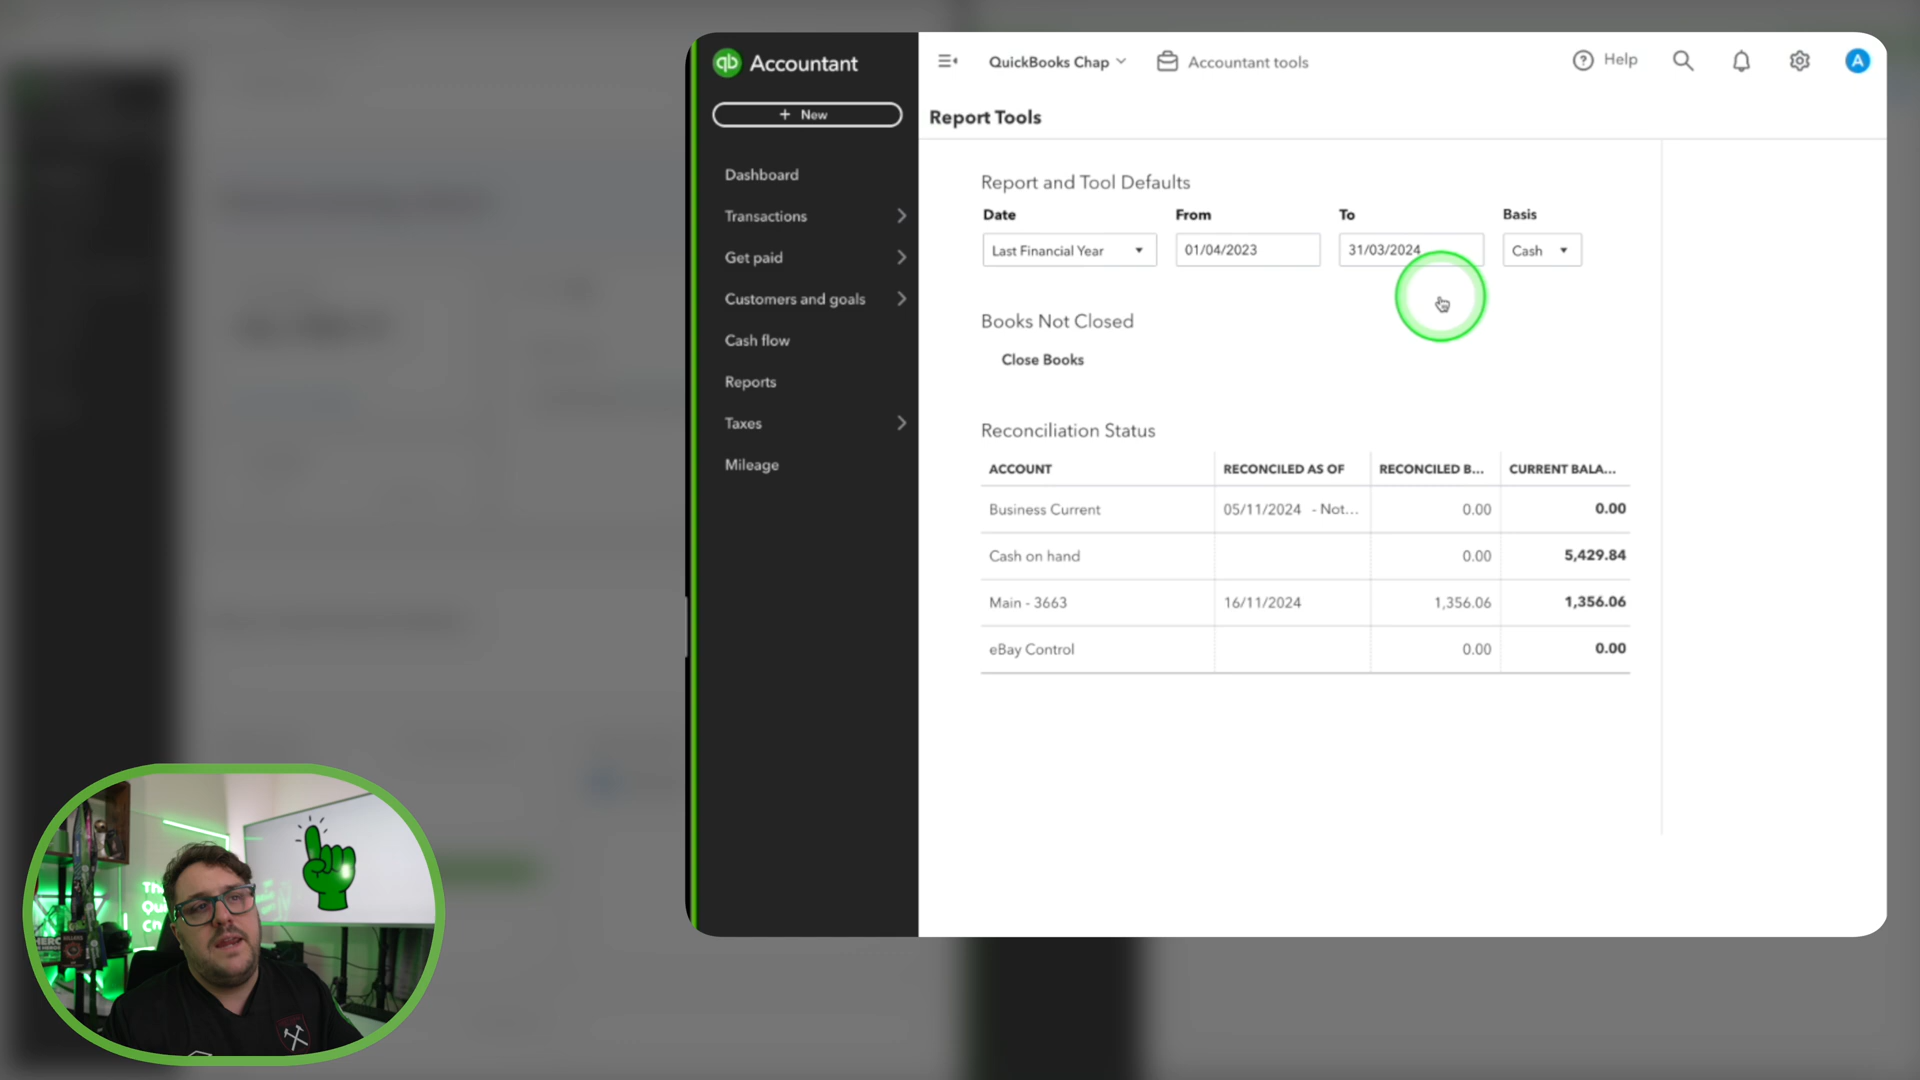 qb Accountant
+ New
Dashboard
Transactions
Get paid
Customers and goals
Cash flow
Reports
Taxes
Mileage
QuickBooks Chap
Accountant tools
? Help
A
Report Tools
Report and Tool Defaults
Date From To Basis
Last Financial Year 01/04/2023 31/03/2024 Cash
Books Not Closed
Close Books
Reconciliation Status
ACCOUNT RECONCILED AS OF RECONCILED B... CURRENT BALA...
Business Current 05/11/2024 - Not... 0.00 0.00
Cash on hand 0.00 5,429.84
Main - 3663 16/11/2024 1,356.06 1,356.06
eBay Control 0.00 0.00